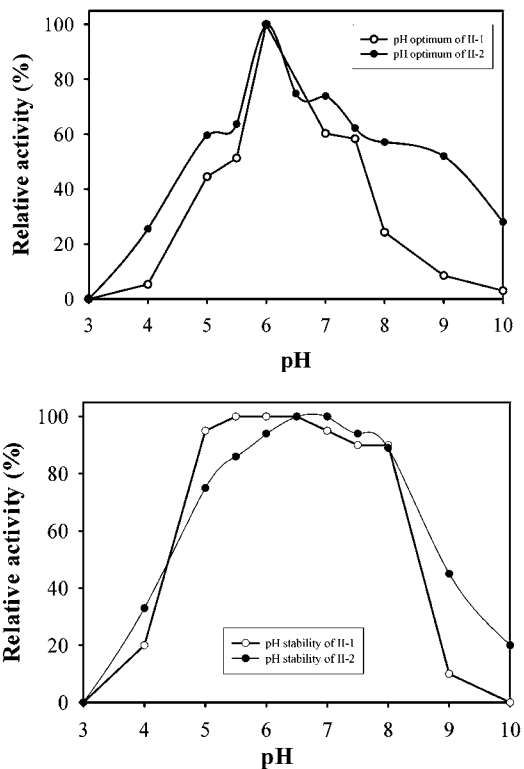 100
80
60
40
20
0
Relative activity (%)
pH optimum of II-1
pH optimum of II-2
3 4 5 6 7 8 9 10
pH
100
80
60
40
20
0
Relative activity (%)
pH stability of II-1
pH stability of II-2
3 4 5 6 7 8 9 10
pH